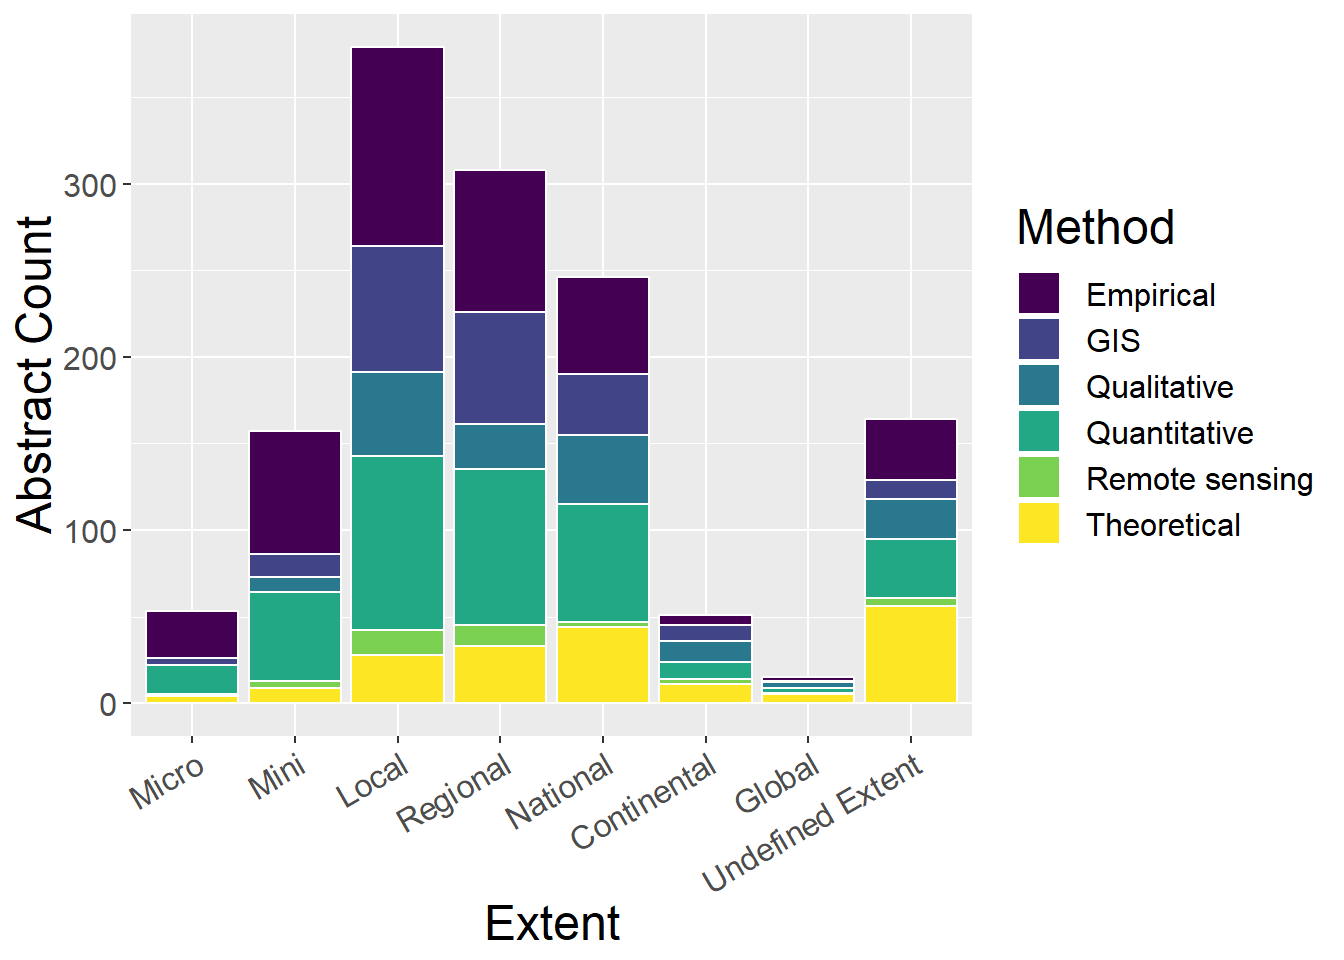 Abstract Count
300
200
100
0
Micro
Mini
Local
Regional
National
Continental
Global
Undefined Extent
Extent
Method
Empirical
GIS
Qualitative
Quantitative
Remote sensing
Theoretical